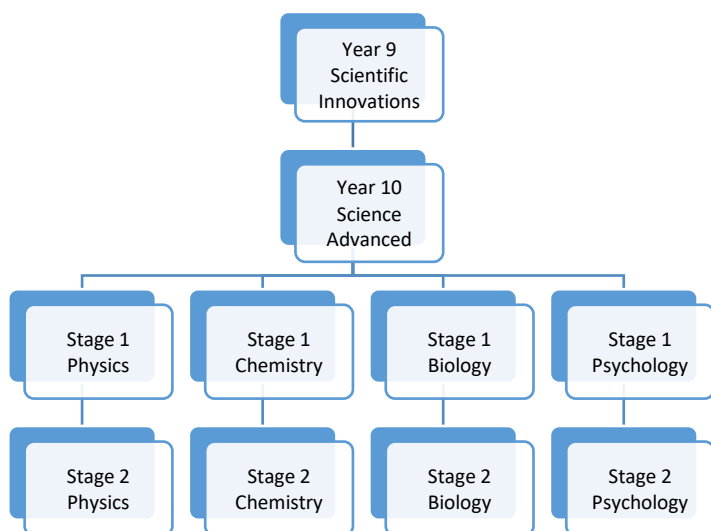 Year 9
Scientific
Innovations
Year 10
Science
Advanced
Stage 1
Physics
Stage 1
Chemistry
Stage 1
Biology
Stage 1
Psychology
Stage 2
Physics
Stage 2
Chemistry
Stage 2
Biology
Stage 2
Psychology